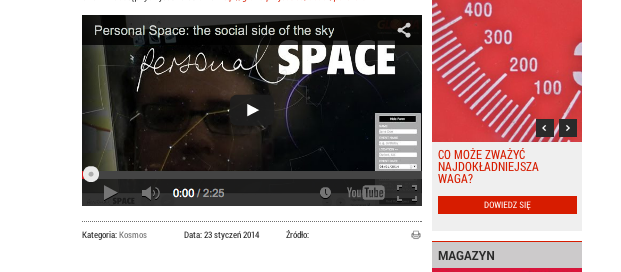 Personal Space: the social side of the sky
personal SPACE
0:00 / 2:25
YouTube
SPACE
Kategoria: Kosmos
Data: 23 styczeń 2014
Źródło:
400
300
200
100
CO MOŻE ZWAŻYĆ
NAJDOKŁADNIEJSZA
WAGA?
DOWIEDZ SIĘ
MAGAZYN